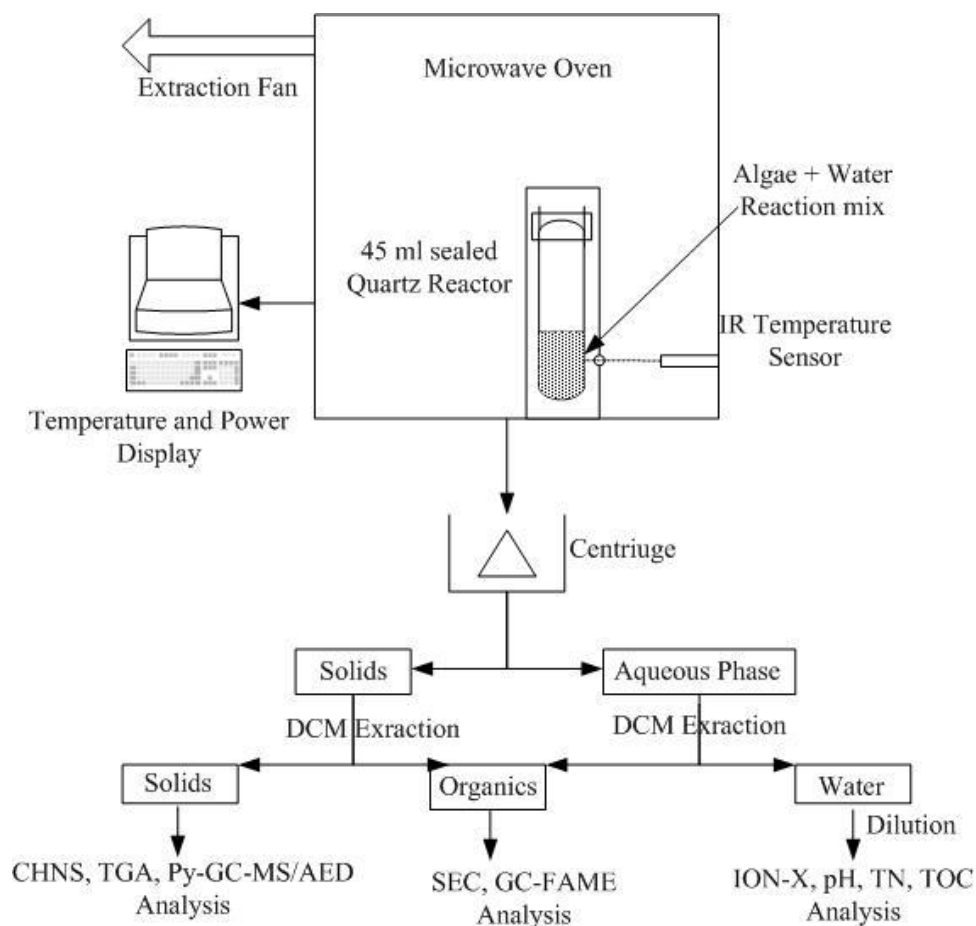 Microwave Oven
Extraction Fan
Algae + Water
Reaction mix
45 ml sealed
Quartz Reactor
IR Temperature
Sensor
Temperature and Power
Display
Centriuge
Solids
Aqueous Phase
DCM Exraction
DCM Exraction
Solids
Organics
Water
Dilution
CHNS, TGA, Py-GC-MS/AED
Analysis
SEC, GC-FAME
Analysis
ION-X, pH, TN, TOC
Analysis